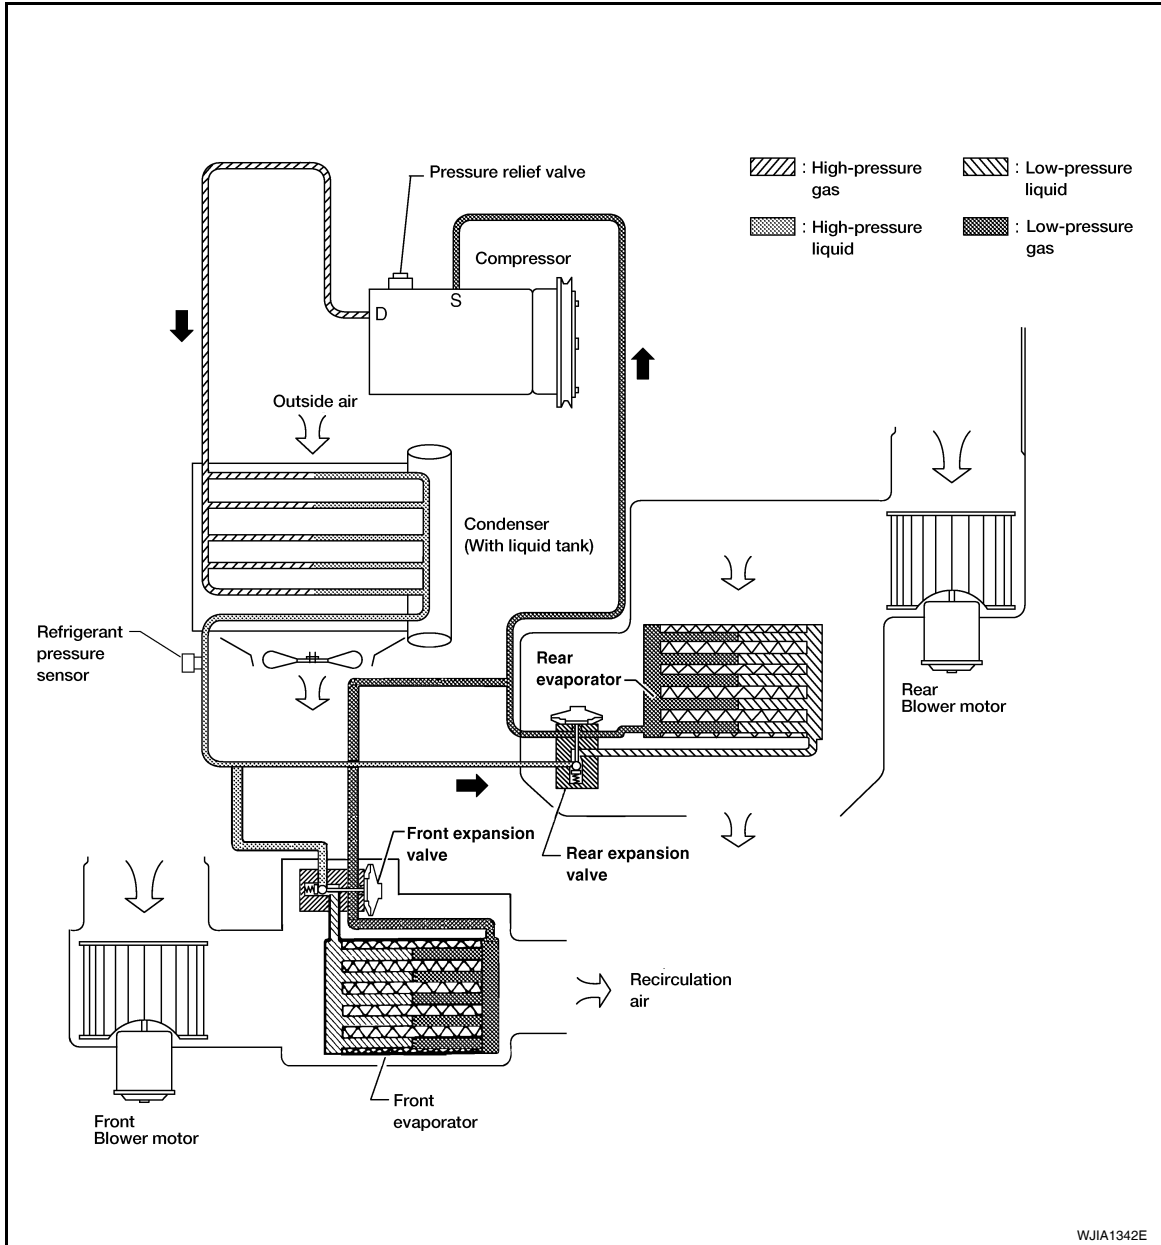 Pressure relief valve
: High-pressure
gas
: Low-pressure
liquid
: High-pressure
liquid
: Low-pressure
gas
Compressor
S
D
Outside air
Condenser
(With liquid tank)
Refrigerant
pressure
sensor
Rear
evaporator
Rear
Blower motor
Front expansion
valve
Rear expansion
valve
Recirculation
air
Front
evaporator
Front
Blower motor
WJIA1342E